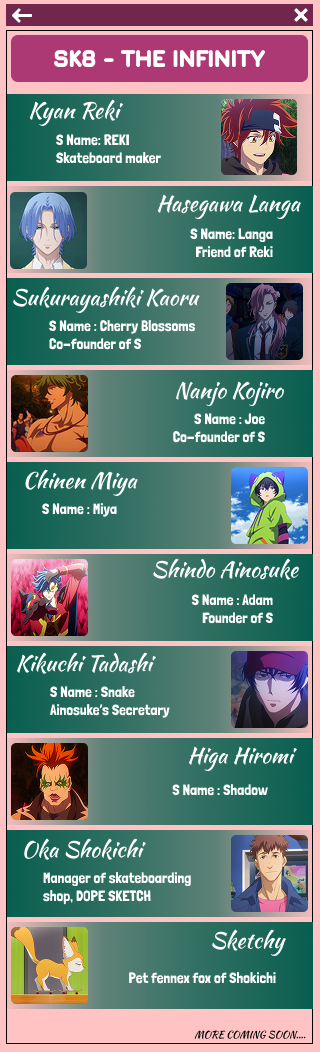 SK8 - THE INFINITY
Kyan Reki
S Name: REKI
Skateboard maker
Hasegawa Langa
S Name: Langa
Friend of Reki
Sukurayashiki Kaoru
S Name : Cherry Blossoms
Co-founder of S
Nanjo Kojiro
S Name : Joe
Co-founder of S
Chinen Miya
S Name : Miya
Shindo Ainosuke
S Name : Adam
Founder of S
Kikuchi Tadashi
S Name : Snake
Ainosuke's Secretary
Higa Hiromi
S Name : Shadow
Oka Shokichi
Manager of skateboarding
shop, DOPE SKETCH
Sketchy
Pet fennex fox of Shokichi
MORE COMING SOON....